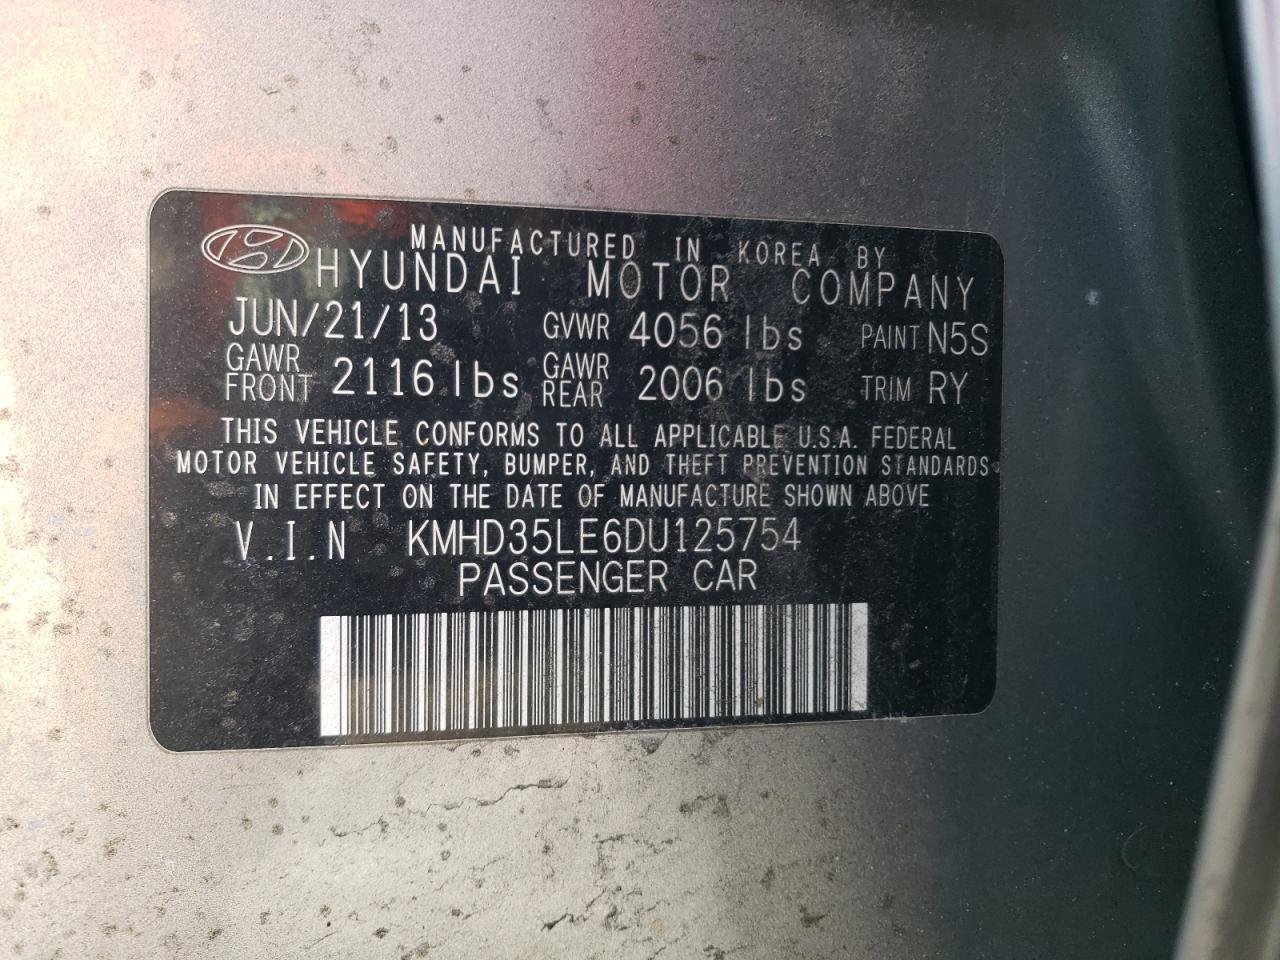 MANUFACTURED IN KOREA BY
HYUNDAI MOTOR COMPANY
JUN/21/13 GVWR 4056 lbs PAINT N5S
GAWR FRONT 2116 lbs GAWR REAR 2006 lbs TRIM RY
THIS VEHICLE CONFORMS TO ALL APPLICABLE U.S.A. FEDERAL
MOTOR VEHICLE SAFETY, BUMPER, AND THEFT PREVENTION STANDARDS
IN EFFECT ON THE DATE OF MANUFACTURE SHOWN ABOVE
V.I.N KMHD35LE6DU125754
PASSENGER CAR